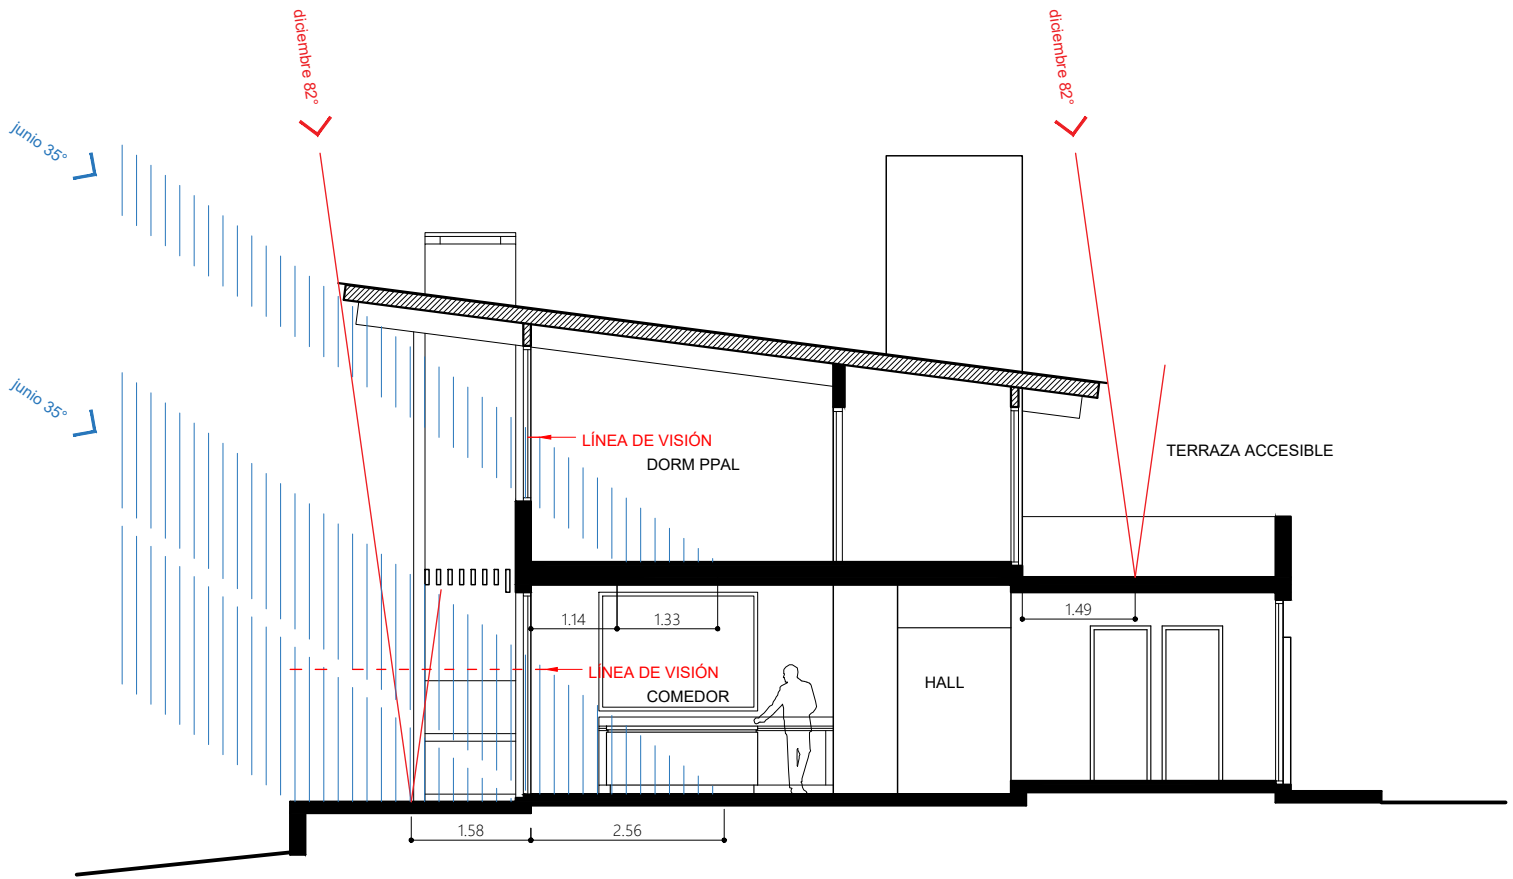 diciembre 82°
diciembre 82°
junio 35°
junio 35°
LÍNEA DE VISIÓN
DORM PPAL
TERRAZA ACCESIBLE
1.14
1.33
1.49
LÍNEA DE VISIÓN
COMEDOR
HALL
1.58
2.56